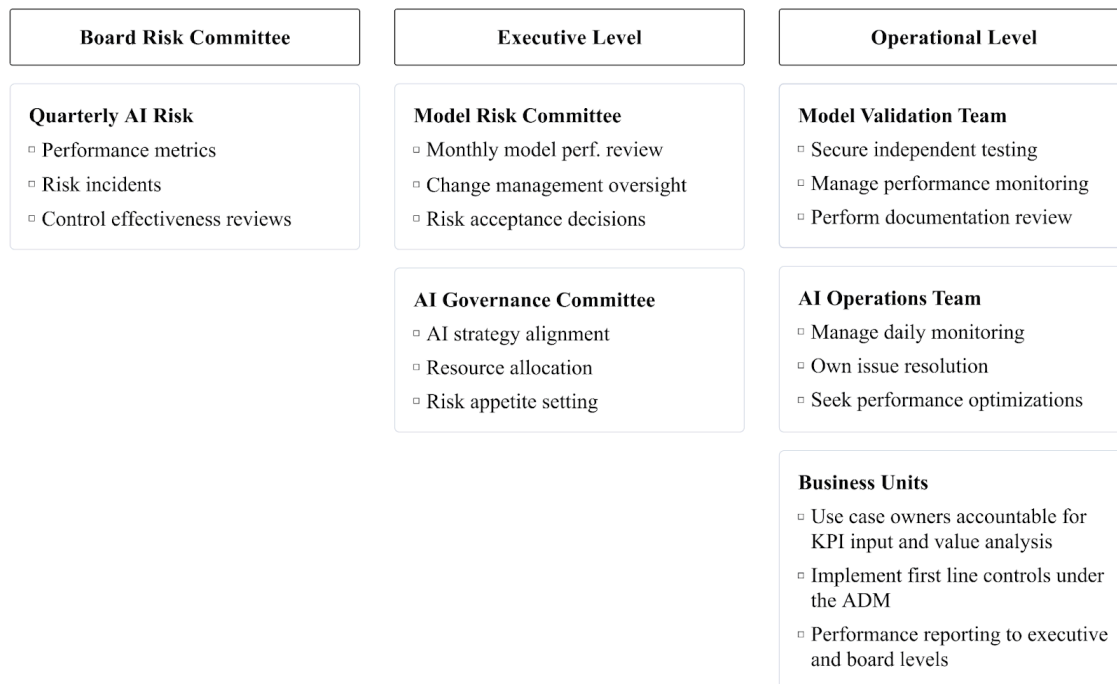 Board Risk Committee
Quarterly AI Risk
▫ Performance metrics
▫ Risk incidents
▫ Control effectiveness reviews
Executive Level
Model Risk Committee
▫ Monthly model perf. review
▫ Change management oversight
▫ Risk acceptance decisions
AI Governance Committee
▫ AI strategy alignment
▫ Resource allocation
▫ Risk appetite setting
Operational Level
Model Validation Team
▫ Secure independent testing
▫ Manage performance monitoring
▫ Perform documentation review
AI Operations Team
▫ Manage daily monitoring
▫ Own issue resolution
▫ Seek performance optimizations
Business Units
▫ Use case owners accountable for
KPI input and value analysis
▫ Implement first line controls under
the ADM
▫ Performance reporting to executive
and board levels